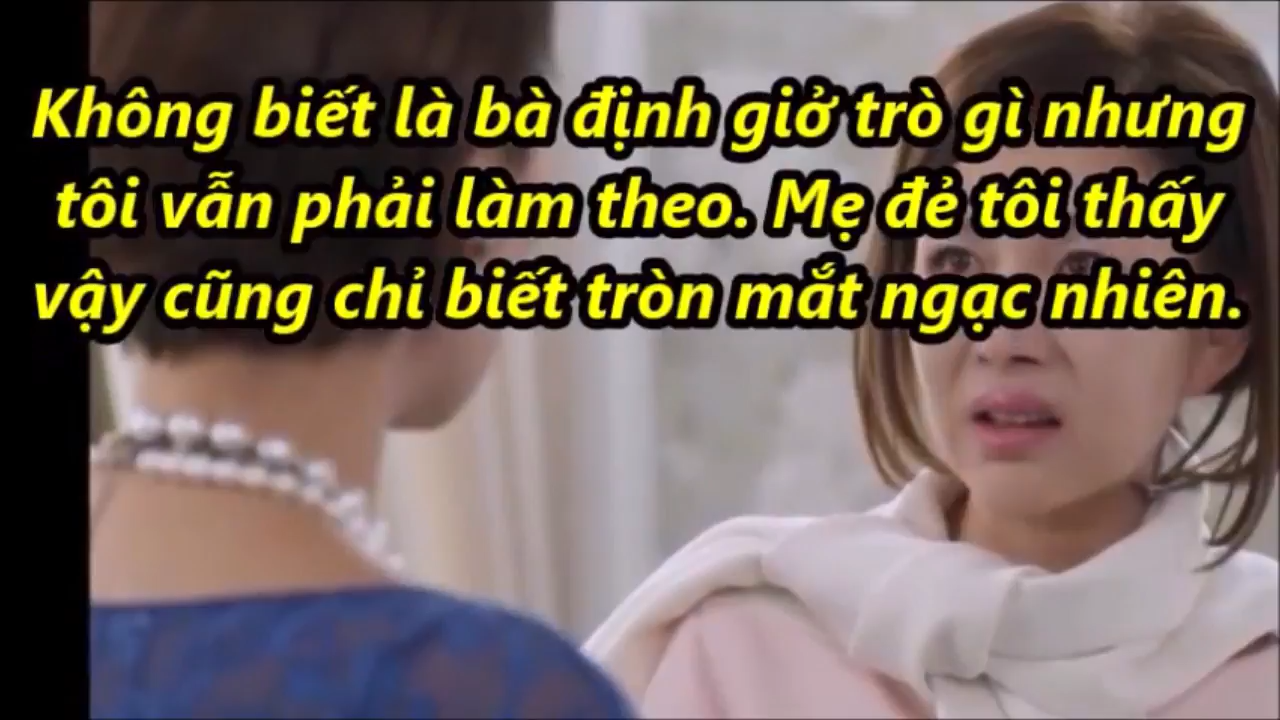 Không biết là bà định giở trò gì nhưng
tôi vẫn phải làm theo. Mẹ đẻ tôi thấy
vậy cũng chỉ biết tròn mắt ngạc nhiên.